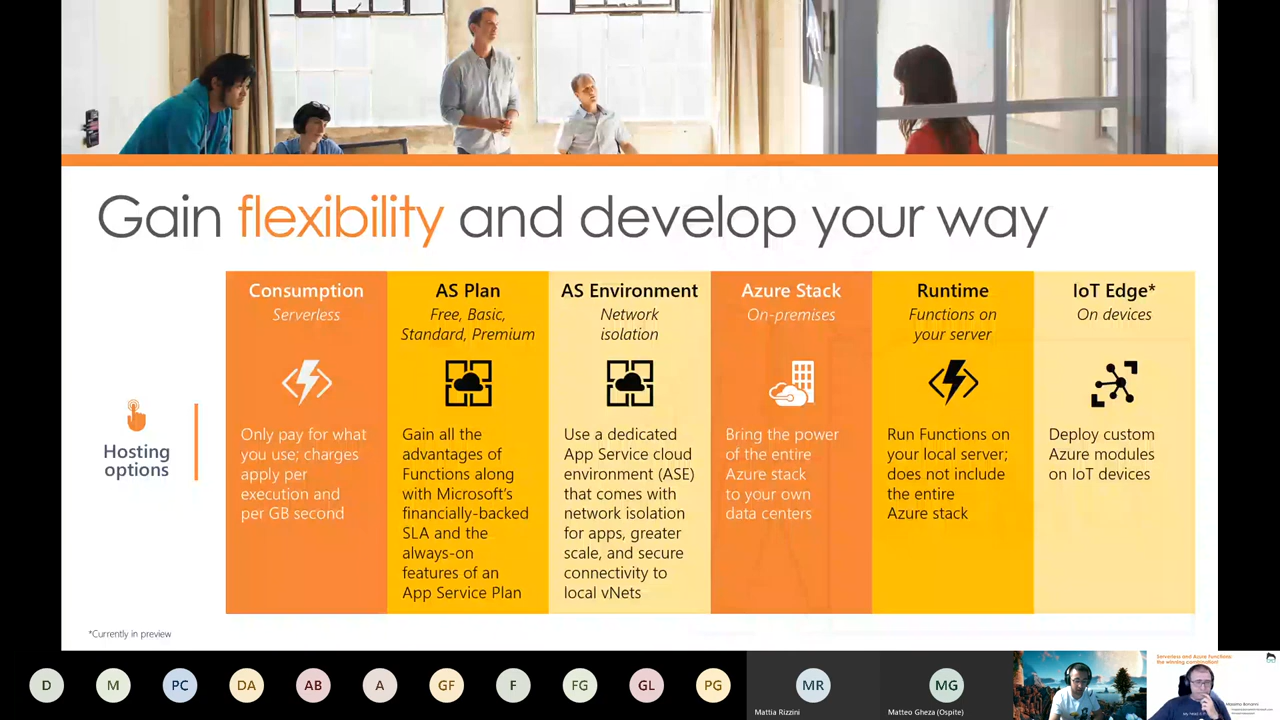 Gain flexibility and develop your way
Hosting
options
Consumption
Serverless
Only pay for what
you use; charges
apply per
execution and
per GB second
AS Plan
Free, Basic,
Standard, Premium
Gain all the
advantages of
Functions along
with Microsoft's
financially-backed
SLA and the
always-on
features of an
App Service Plan
AS Environment
Network
isolation
Use a dedicated
App Service cloud
environment (ASE)
that comes with
network isolation
for apps, greater
scale, and secure
connectivity to
local vNets
Azure Stack
On-premises
Bring the power
of the entire
Azure stack
to your own
data centers
Runtime
Functions on
your server
Run Functions on
your local server;
does not include
the entire
Azure stack
IoT Edge*
On devices
Deploy custom
Azure modules
on IoT devices
*Currently in preview
D
M
PC
DA
AB
A
GF
F
FG
GL
PG
MR
Mattia Rizzini
MG
Matteo Gheza (Ospite)
Serverless and Azure Functions:
the winning combination!